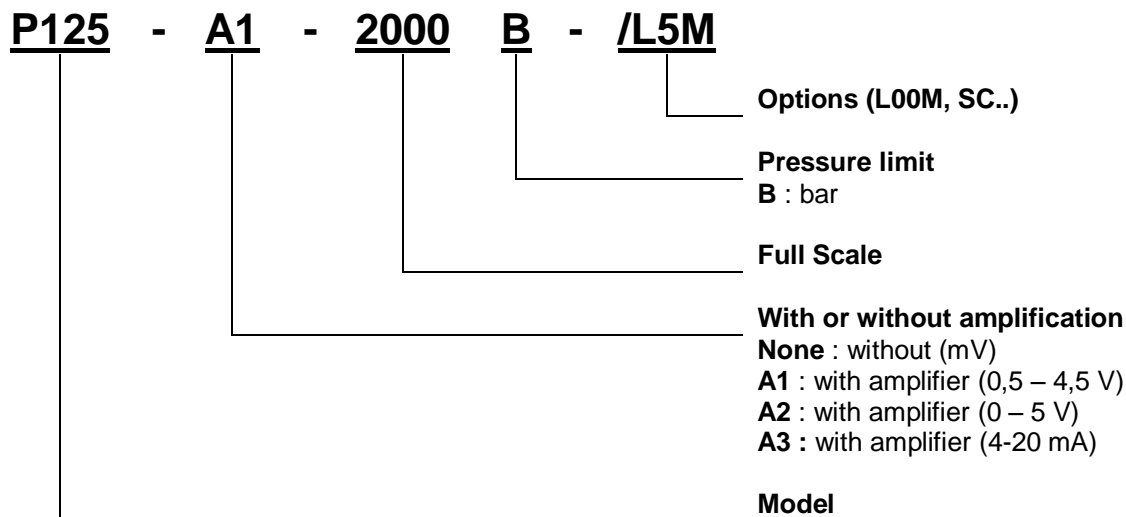 P125 - A1 - 2000 B - /L5M
Options (L00M, SC..)
Pressure limit
B : bar
Full Scale
With or without amplification
None : without (mV)
A1 : with amplifier (0,5 – 4,5 V)
A2 : with amplifier (0 – 5 V)
A3 : with amplifier (4-20 mA)
Model